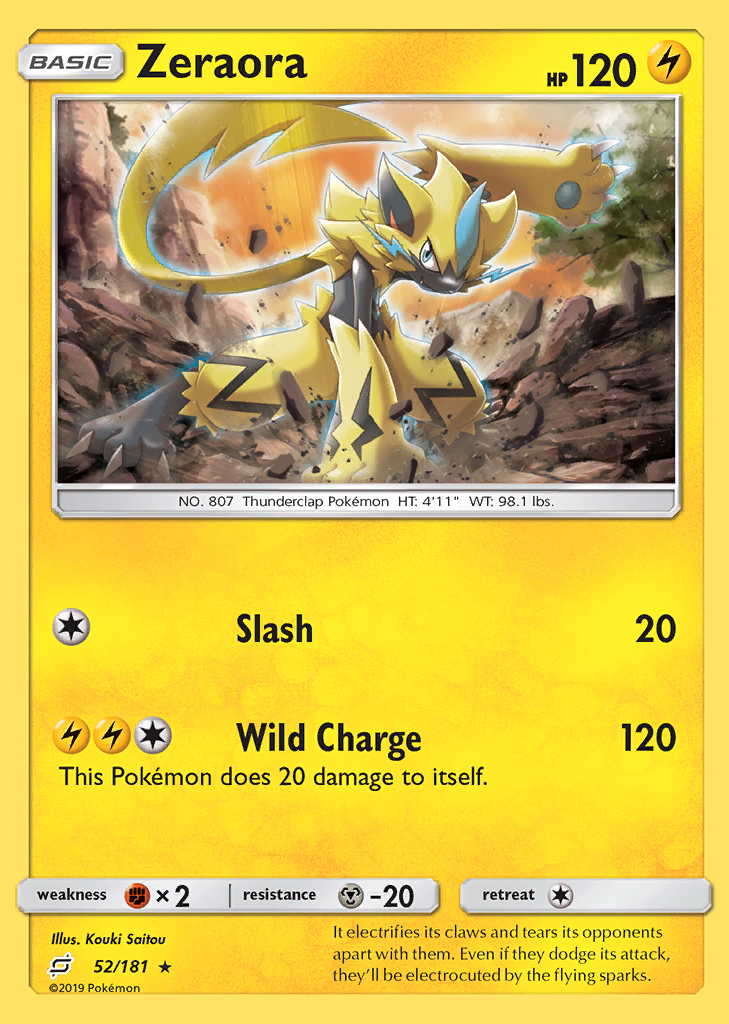 BASIC Zeraora HP 120
NO. 807 Thunderclap Pokémon HT: 4'11" WT: 98.1 lbs.
Slash 20
Wild Charge 120
This Pokémon does 20 damage to itself.
weakness × 2 resistance -20 retreat
Illus. Kouki Saitou
52/181
©2019 Pokémon
It electrifies its claws and tears its opponents
apart with them. Even if they dodge its attack,
they'll be electrocuted by the flying sparks.